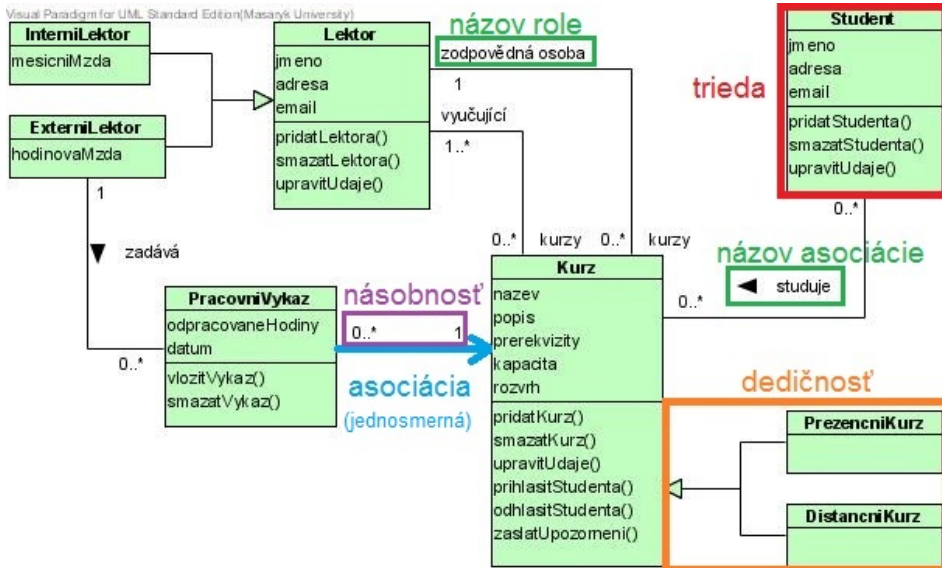 Visual Paradigm for UML Standard Edition(Masaryk University)
InterniLektor
mesicniMzda
ExterniLektor
hodinovaMzda
1
zadává
0..*
Lektor
jmeno
adresa
email
pridatLektora()
smazatLektora()
upravitUdaje()
názov role
zodpovědná osoba
1
vyučující
1..*
trieda
Student
jmeno
adresa
email
pridatStudenta()
smazatStudenta()
upravitUdaje()
0..*
názov asociácie
studuje
0..*
0..* kurzy 0..* kurzy
Kurz
nazev
popis
prerekvizity
kapacita
rozvrh
pridatKurz()
smazatKurz()
upravitUdaje()
prihlasitStudenta()
odhlasitStudenta()
zaslatUpozorneni()
PracovniVykaz
odpracovaneHodiny
datum
vlozitVykaz()
smazatVykaz()
násobnosť
0..* 1
asociácia
(jednosmerná)
dedičnosť
PrezencniKurz
DistancniKurz